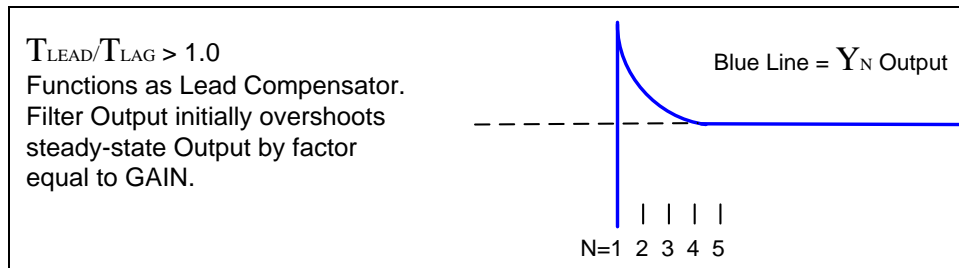 TLEAD/TLAG > 1.0
Functions as Lead Compensator.
Filter Output initially overshoots
steady-state Output by factor
equal to GAIN.
Blue Line = YN Output
N=1 2 3 4 5